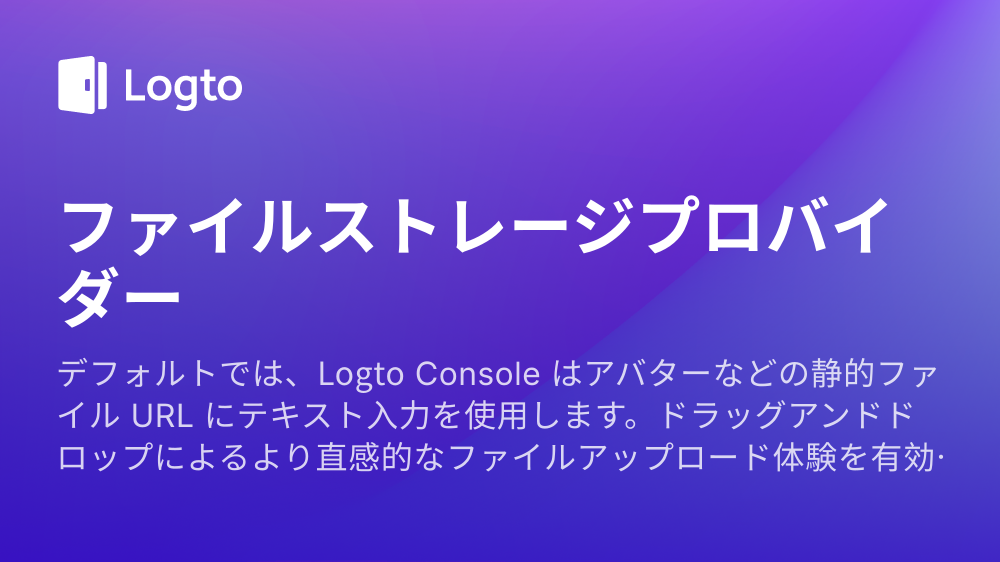 Logto
ファイルストレージプロバイ
ダー
デフォルトでは、Logto Console はアバターなどの静的ファ
イル URL にテキスト入力を使用します。ドラッグアンドド
ロップによるより直感的なファイルアップロード体験を有効·